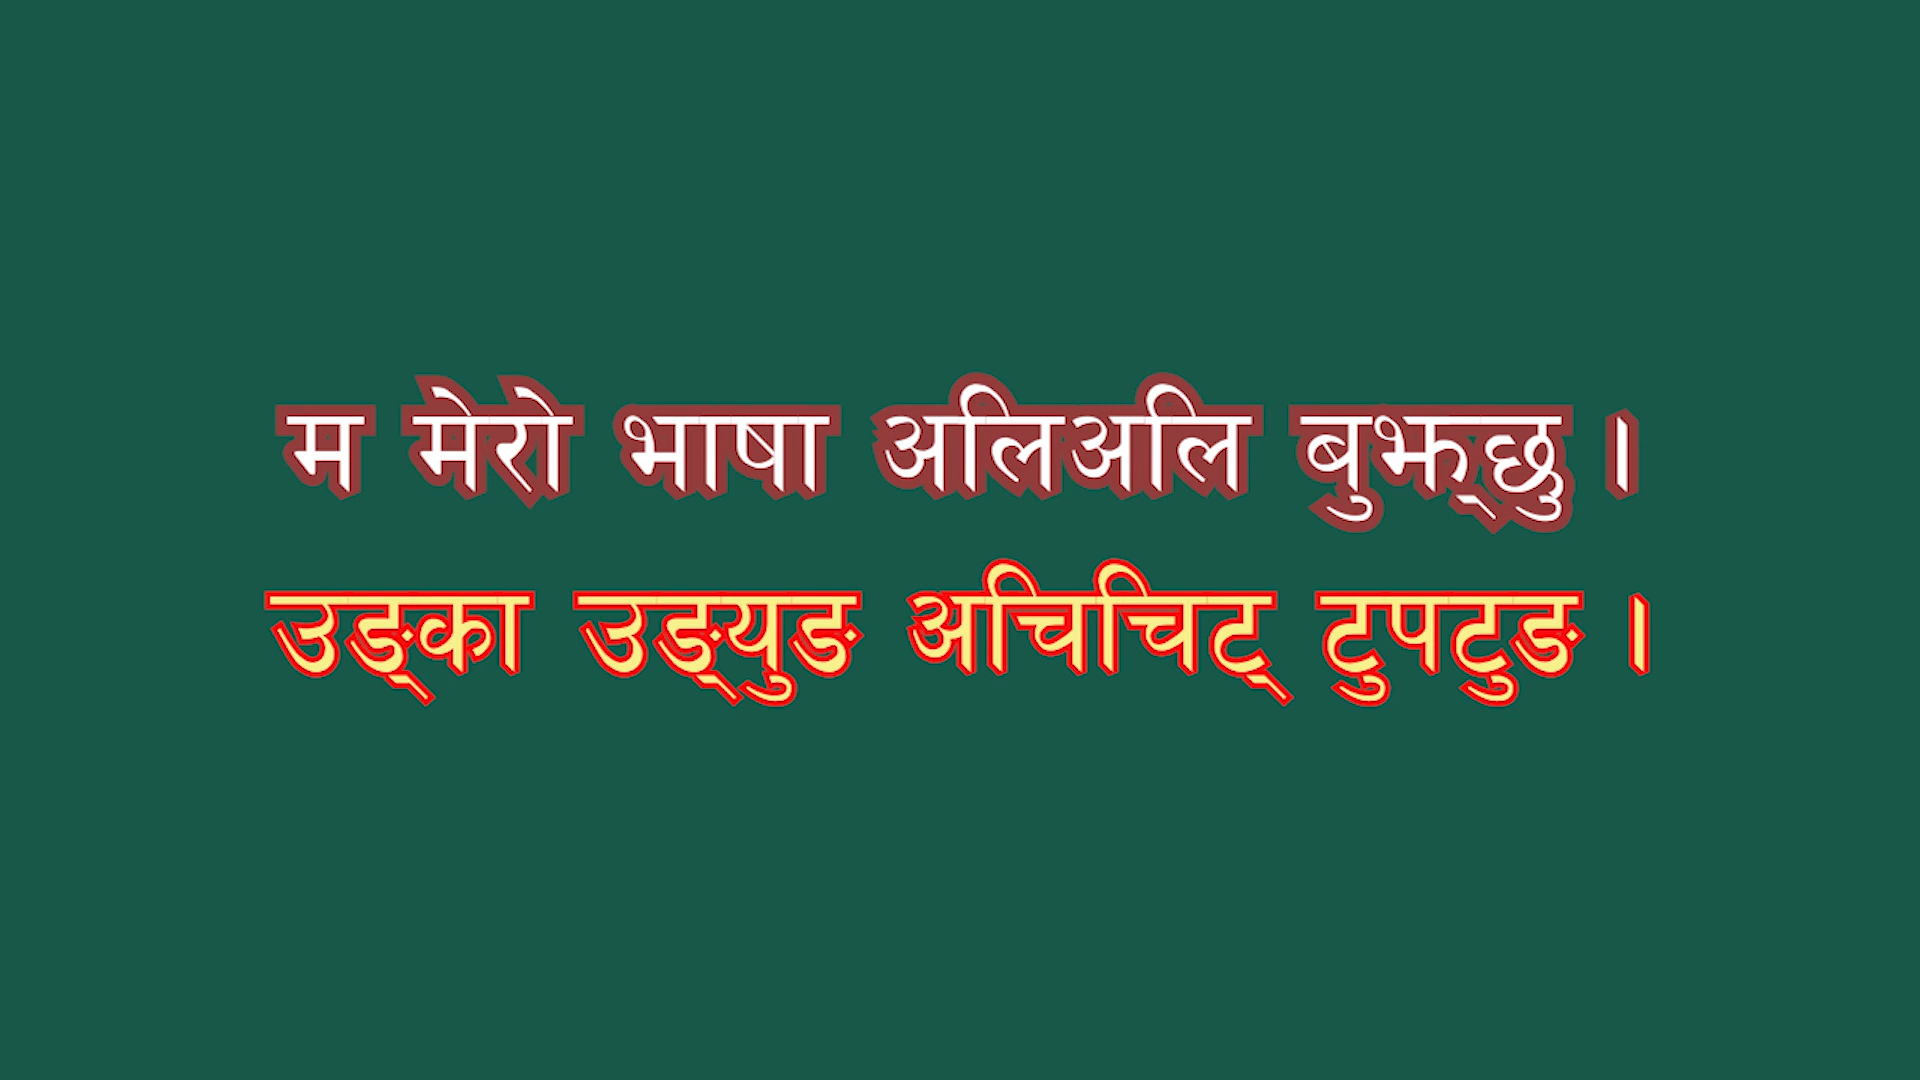 म मेरो भाषा अलिअलि बुझ्छु ।
उङ्का उङ्युङ अचिचिट् टुपटुङ ।